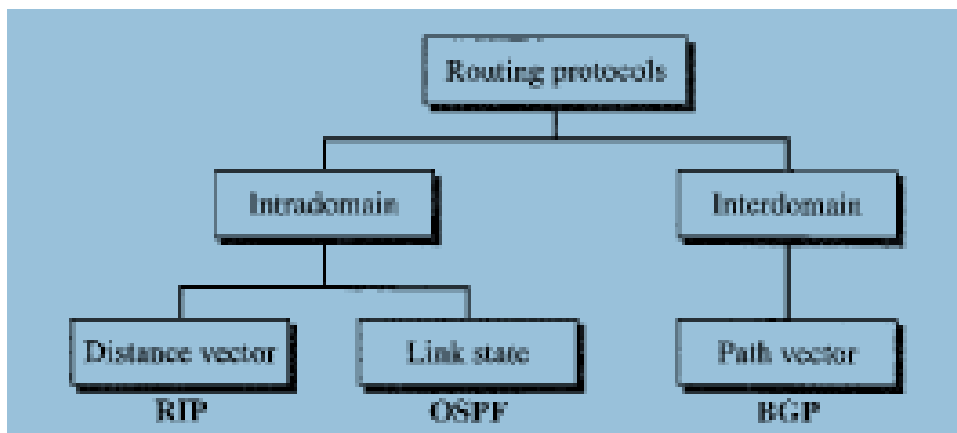 Routing protocols
Intradomain
Interdomain
Distance vector
Link state
Path vector
RIP
OSPF
BGP